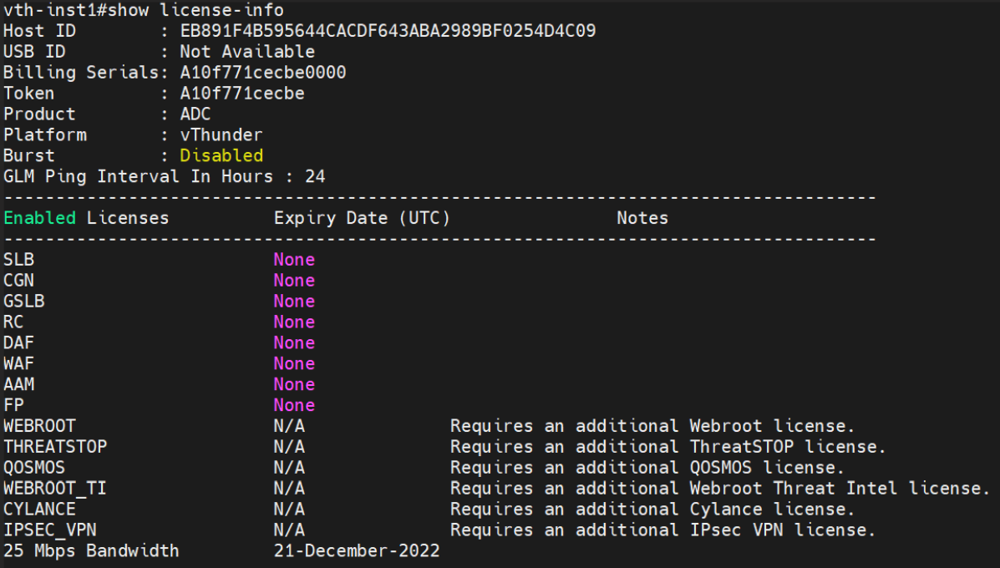 vth-inst1#show license-info
Host ID          : EB891F4B595644CACDF643ABA2989BF0254D4C09
USB ID           : Not Available
Billing Serials: A10f771cecbe0000
Token            : A10f771cecbe
Product          : ADC
Platform         : vThunder
Burst            : Disabled
GLM Ping Interval In Hours : 24
------------------------------------------------------------------------------------
Enabled Licenses          Expiry Date (UTC)                Notes
------------------------------------------------------------------------------------
SLB                       None
CGN                       None
GSLB                      None
RC                        None
DAF                       None
WAF                       None
AAM                       None
FP                        None
WEBROOT                   N/A              Requires an additional Webroot license.
THREATSTOP                N/A              Requires an additional ThreatSTOP license.
QOSMOS                    N/A              Requires an additional QOSMOS license.
WEBROOT_TI                N/A              Requires an additional Webroot Threat Intel license.
CYLANCE                   N/A              Requires an additional Cylance license.
IPSEC_VPN                 N/A              Requires an additional IPsec VPN license.
25 Mbps Bandwidth         21-December-2022